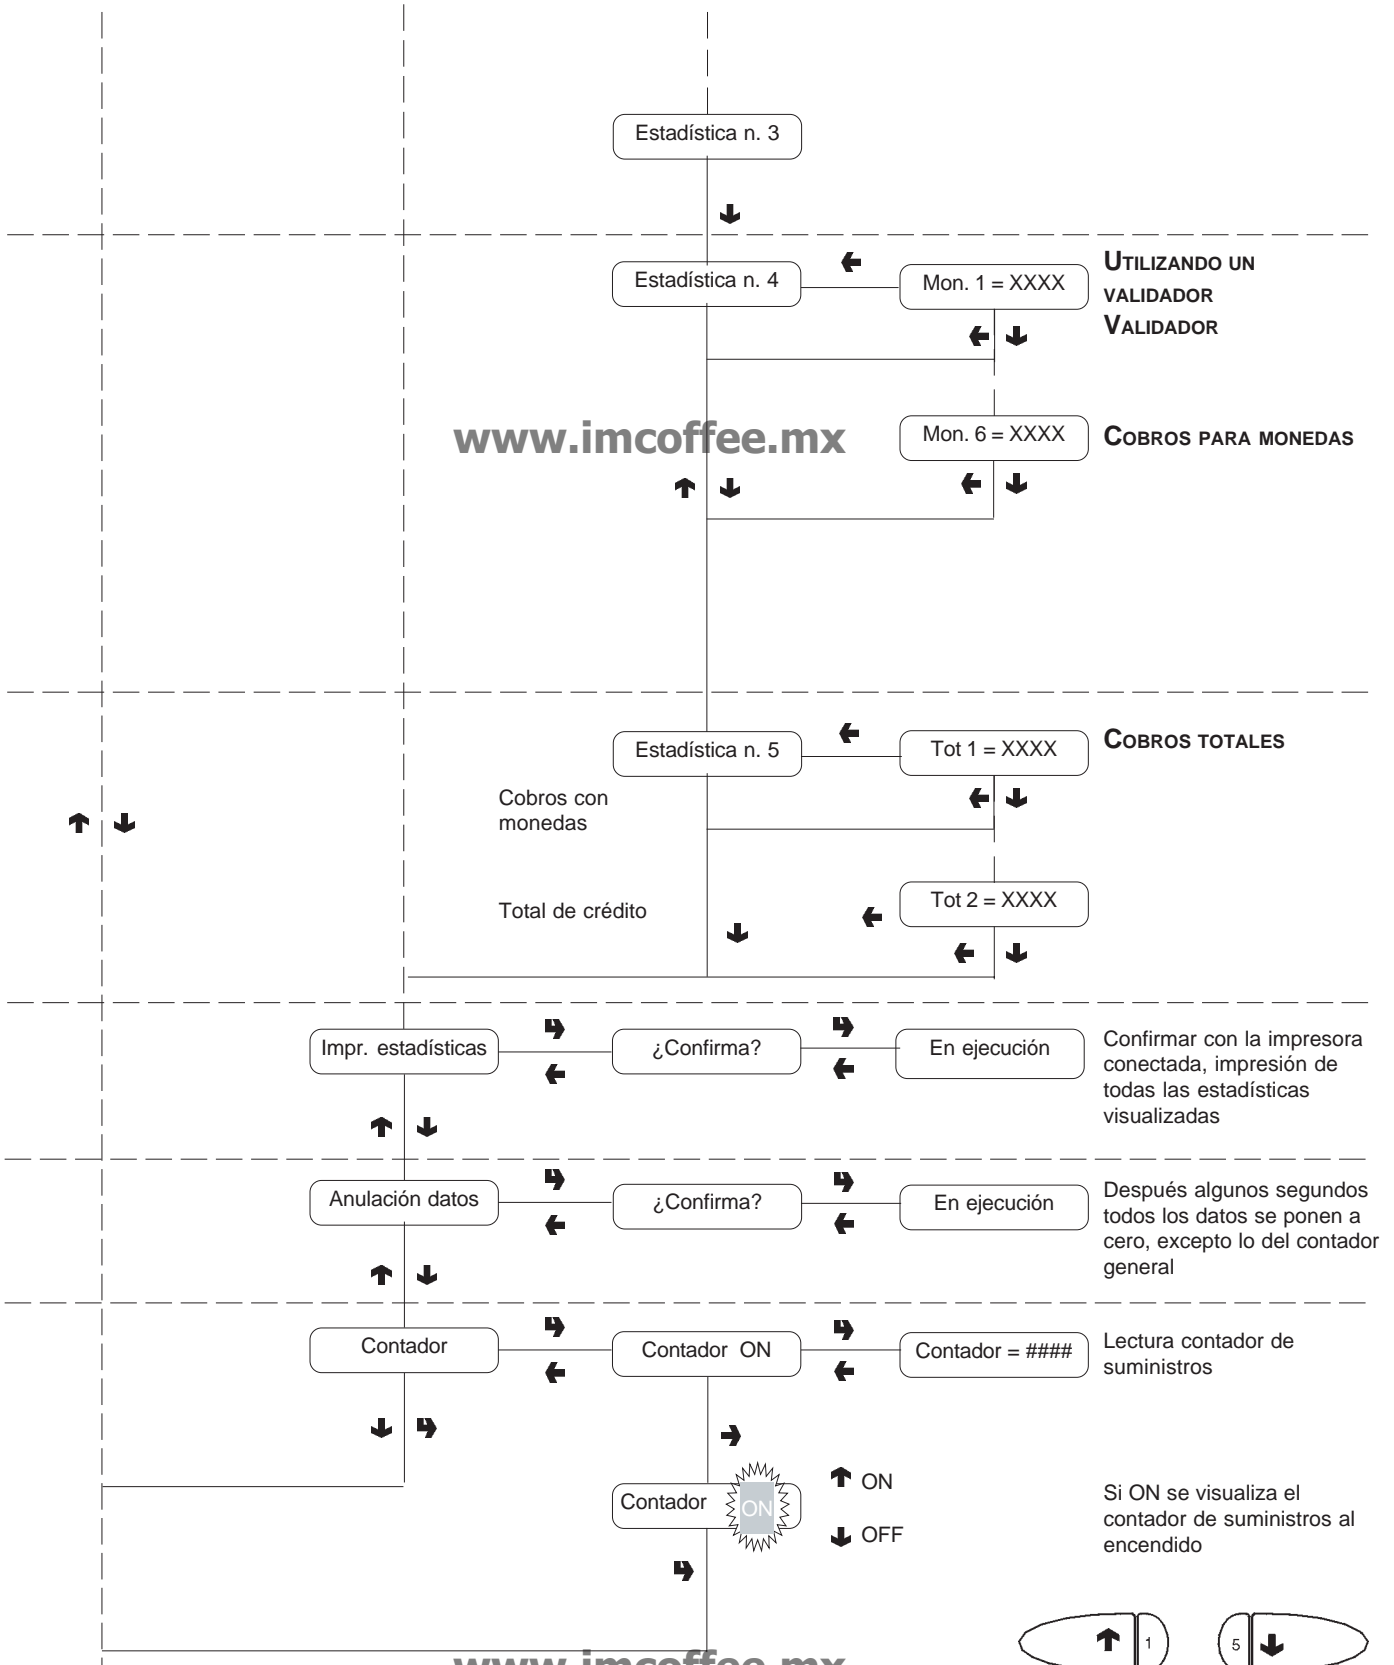 Estadística n. 3
Estadística n. 4
Mon. 1 = XXXX
UTILIZANDO UN
VALIDADOR
VALIDADOR
www.imcoffee.mx
Mon. 6 = XXXX
COBROS PARA MONEDAS
Estadística n. 5
Tot 1 = XXXX
COBROS TOTALES
Cobros con
monedas
Tot 2 = XXXX
Total de crédito
Impr. estadísticas
¿Confirma?
En ejecución
Confirmar con la impresora
conectada, impresión de
todas las estadísticas
visualizadas
Anulación datos
¿Confirma?
En ejecución
Después algunos segundos
todos los datos se ponen a
cero, excepto lo del contador
general
Contador
Contador ON
Contador = ####
Lectura contador de
suministros
Contador ON
ON
OFF
Si ON se visualiza el
contador de suministros al
encendido
1
5
www.imcoffee.mx